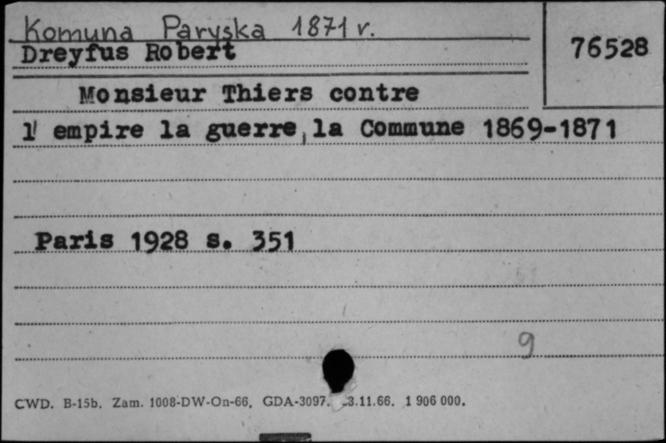 Komuna Paryska 1871 r.
Dreyfus Robert
76528
Monsieur Thiers contre
l' empire la guerre, la Commune 1869-1871
Paris 1928 s. 351
9
CWD. B-15b. Zam. 1008-DW-On-66. GDA-3097. 3.11.66. 1 906 000.